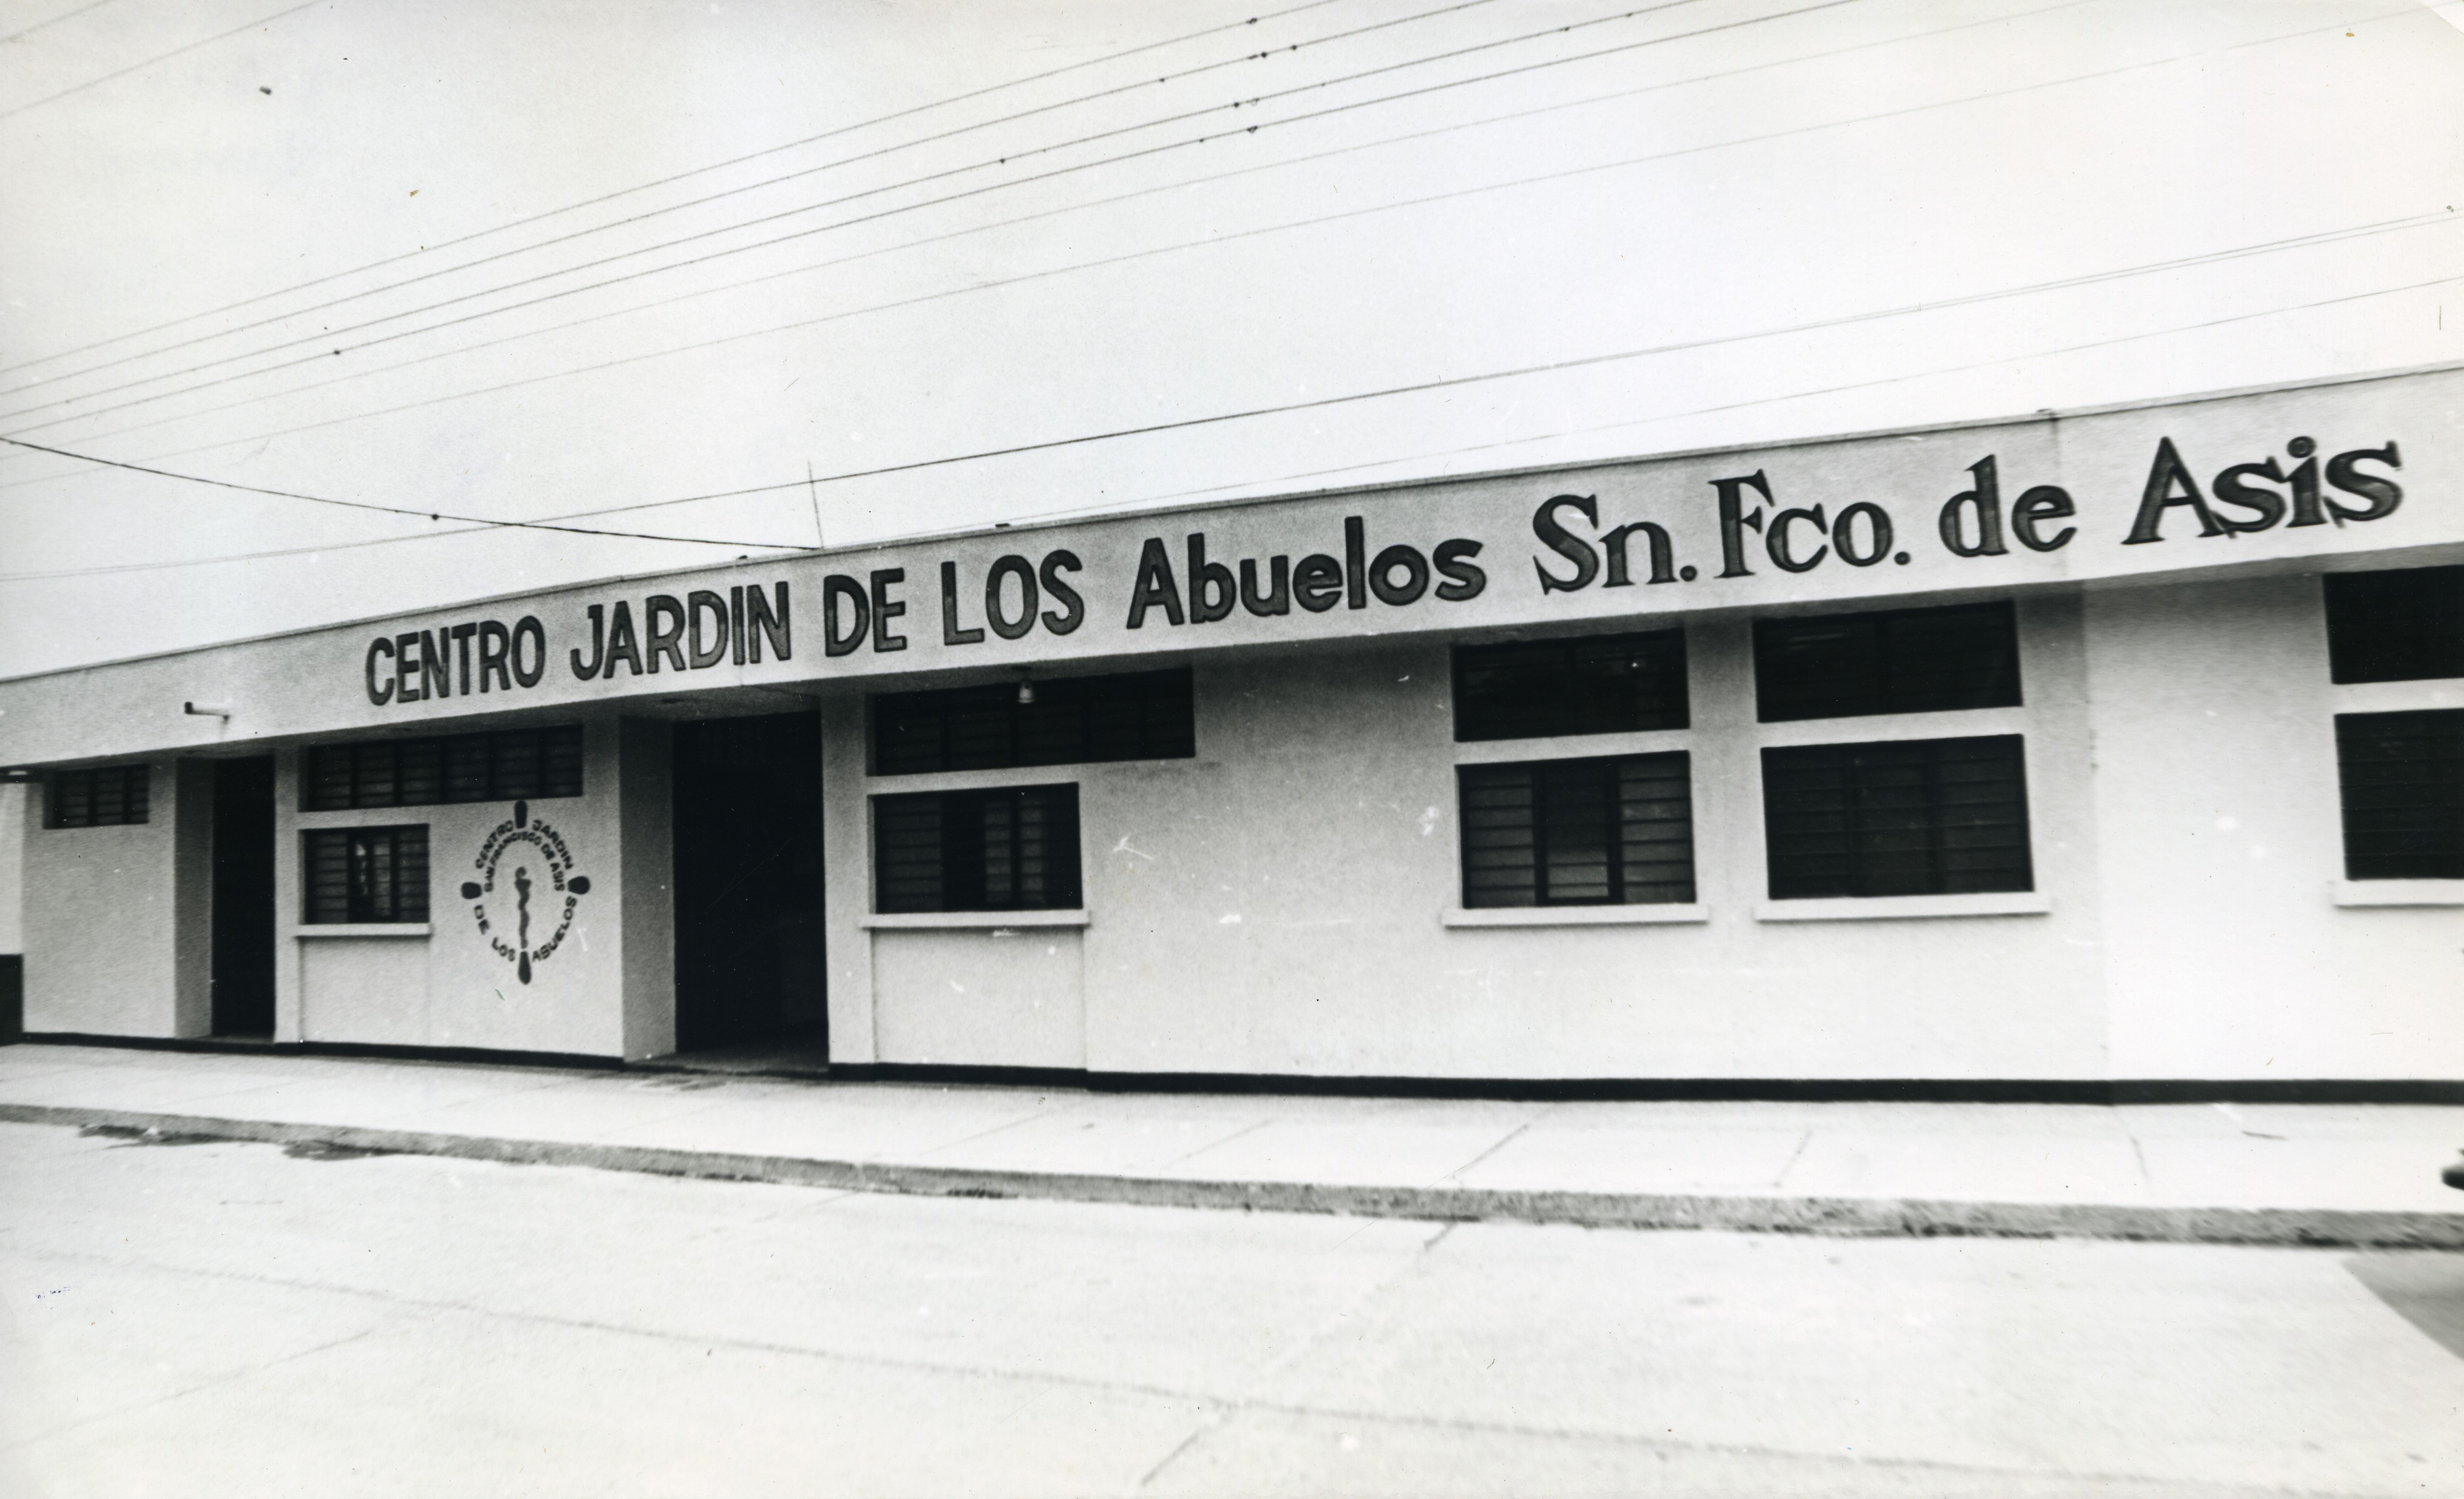 CENTRO JARDIN DE LOS Abuelos Sn. Fco. de Asis
CENTRO JARDIN
SAN FRANCISCO DE ASIS
DE LOS ABUELOS